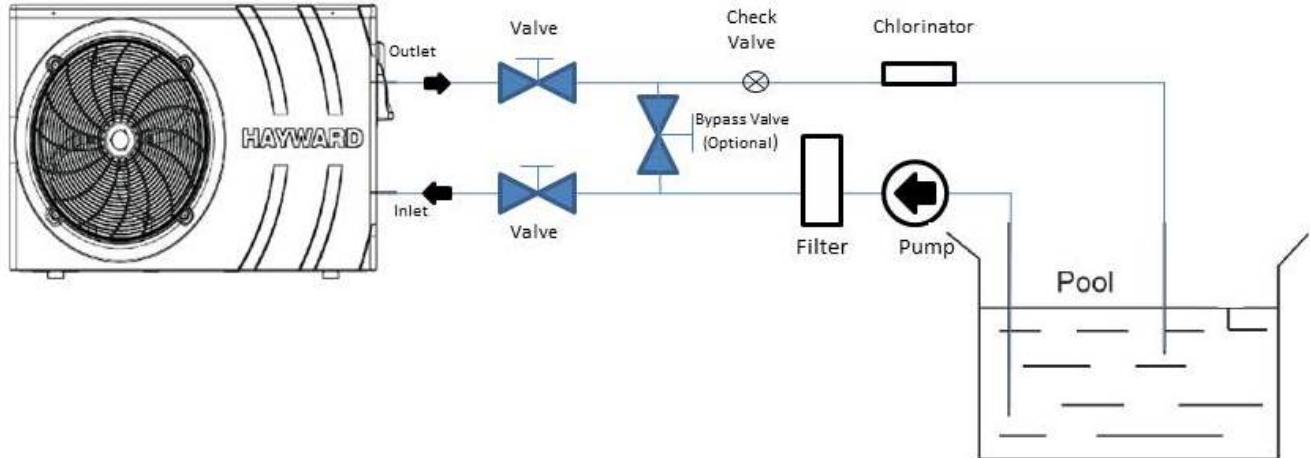 Valve
Check
Valve
Chlorinator
Outlet
HAYWARD
Bypass Valve
(Optional)
Inlet
Valve
Filter
Pump
Pool